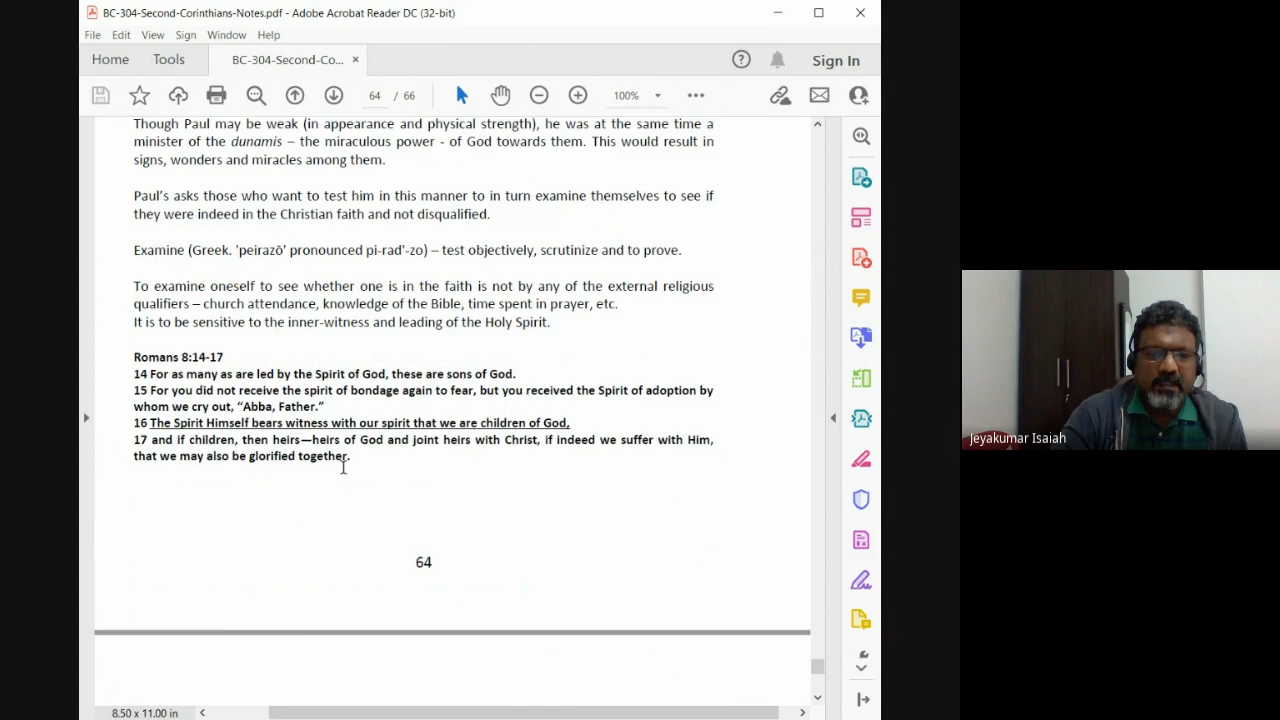 BC-304-Second-Corinthians-Notes.pdf - Adobe Acrobat Reader DC (32-bit)
File Edit View Sign Window Help
Home Tools BC-304-Second-Co... × Sign In
64 / 66 100%
Though Paul may be weak (in appearance and physical strength), he was at the same time a
minister of the dunamis – the miraculous power - of God towards them. This would result in
signs, wonders and miracles among them.
Paul’s asks those who want to test him in this manner to in turn examine themselves to see if
they were indeed in the Christian faith and not disqualified.
Examine (Greek. 'peirazō' pronounced pi-rad'-zo) – test objectively, scrutinize and to prove.
To examine oneself to see whether one is in the faith is not by any of the external religious
qualifiers – church attendance, knowledge of the Bible, time spent in prayer, etc.
It is to be sensitive to the inner-witness and leading of the Holy Spirit.
Romans 8:14-17
14 For as many as are led by the Spirit of God, these are sons of God.
15 For you did not receive the spirit of bondage again to fear, but you received the Spirit of adoption by
whom we cry out, “Abba, Father.”
16 The Spirit Himself bears witness with our spirit that we are children of God,
17 and if children, then heirs—heirs of God and joint heirs with Christ, if indeed we suffer with Him,
that we may also be glorified together.
64
8.50 x 11.00 in
Jeyakumar Isaiah